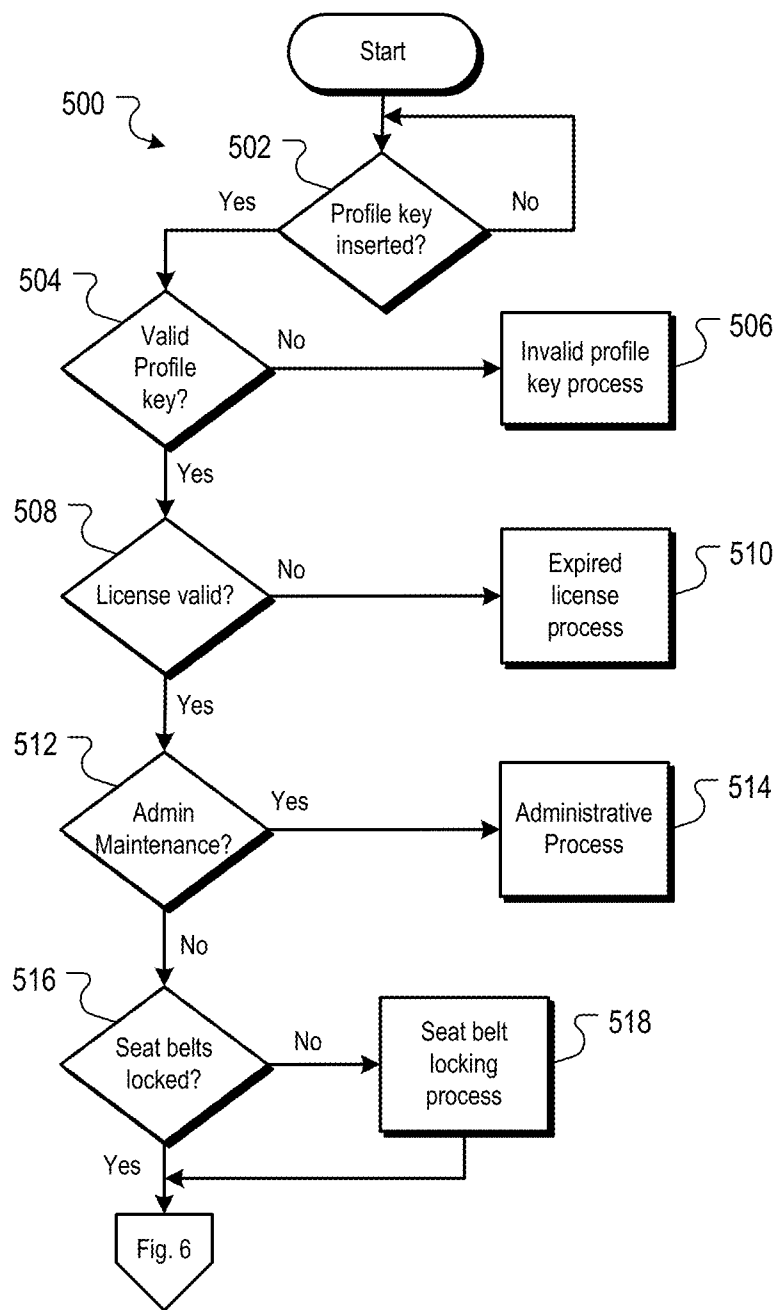 Start
500
502
Yes
Profile key
inserted?
No
504
Valid
Profile
key?
No
Invalid profile
key process
506
Yes
508
License valid?
No
Expired
license
process
510
Yes
512
Admin
Maintenance?
Yes
Administrative
Process
514
No
516
Seat belts
locked?
No
Seat belt
locking
process
518
Yes
Fig. 6